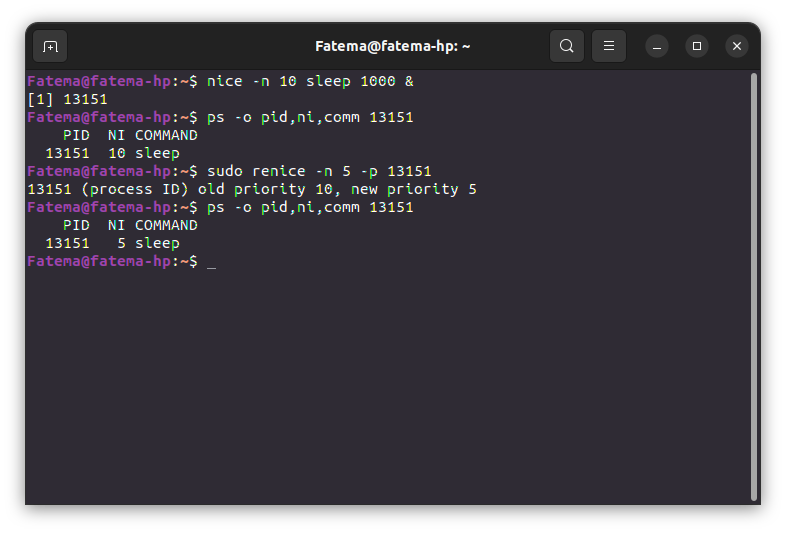 Fatema@fatema-hp: ~
Fatema@fatema-hp:~$ nice -n 10 sleep 1000 &
[1] 13151
Fatema@fatema-hp:~$ ps -o pid,ni,comm 13151
    PID  NI COMMAND
  13151  10 sleep
Fatema@fatema-hp:~$ sudo renice -n 5 -p 13151
13151 (process ID) old priority 10, new priority 5
Fatema@fatema-hp:~$ ps -o pid,ni,comm 13151
    PID  NI COMMAND
  13151   5 sleep
Fatema@fatema-hp:~$ _